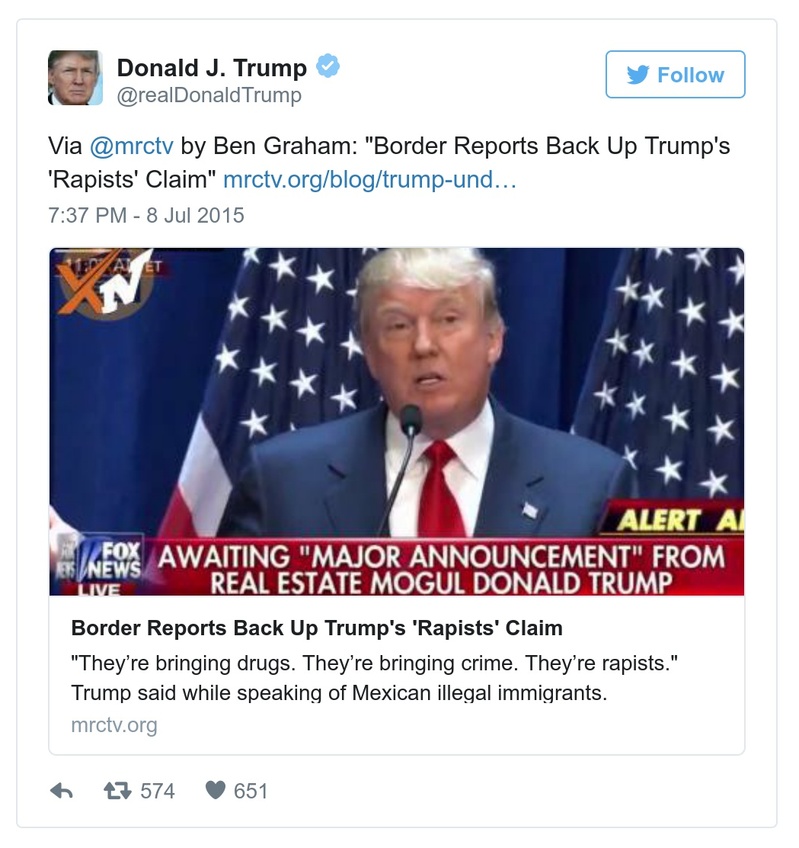 Donald J. Trump
@realDonaldTrump
Follow
Via @mrctv by Ben Graham: "Border Reports Back Up Trump's
'Rapists' Claim" mrctv.org/blog/trump-und…
7:37 PM - 8 Jul 2015
ET
ALERT
FOX
NEWS
LIVE
AWAITING "MAJOR ANNOUNCEMENT" FROM
REAL ESTATE MOGUL DONALD TRUMP
Border Reports Back Up Trump's 'Rapists' Claim
"They’re bringing drugs. They’re bringing crime. They’re rapists."
Trump said while speaking of Mexican illegal immigrants.
mrctv.org
574
651